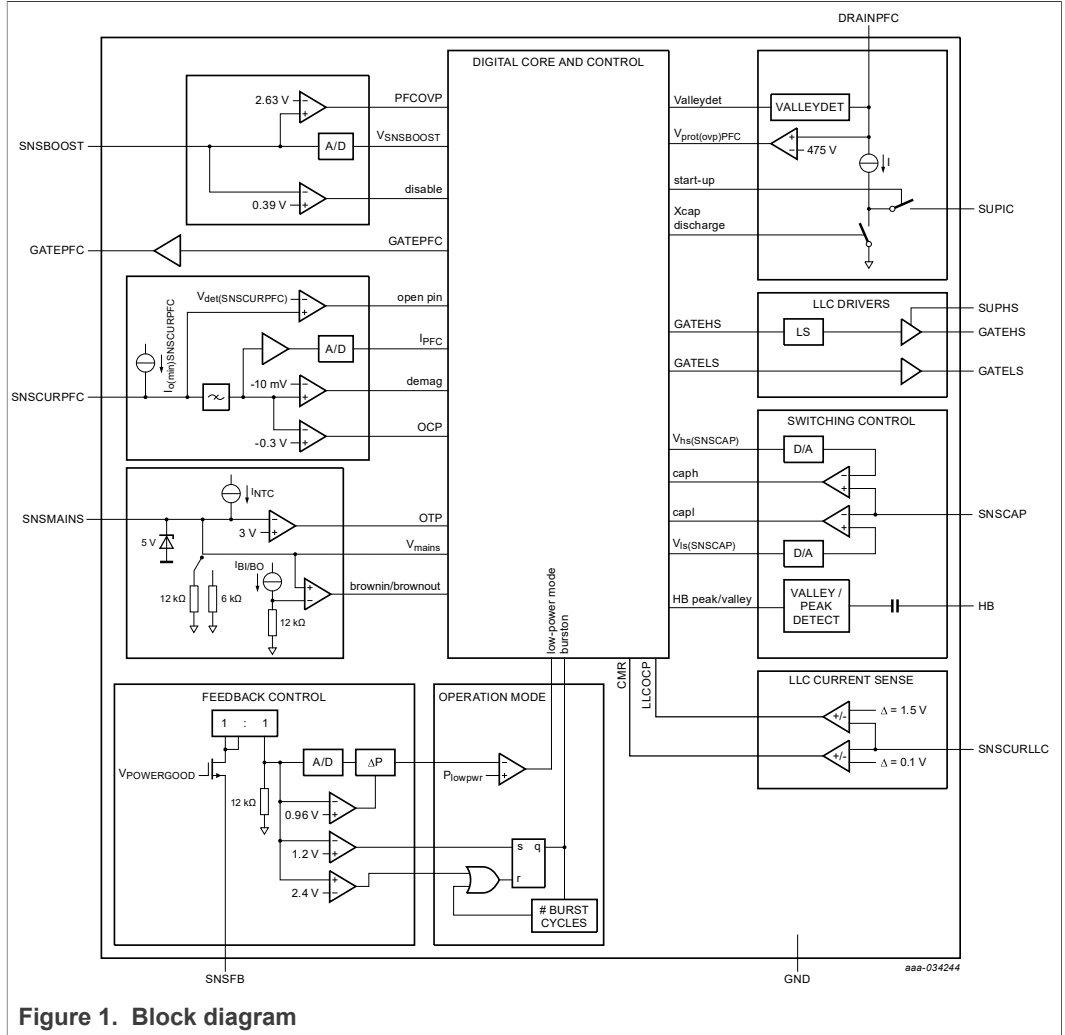 DRAINPFC
DIGITAL CORE AND CONTROL
2.63 V
PFCOVP
SNSBOOST
A/D
VSNSBOOST
0.39 V
disable
GATEPFC
GATEPFC
Valleydet
VALLEYDET
Vprot(ovp)PFC
475 V
I
start-up
SUPIC
Xcap
discharge
Vdet(SNSCURPFC)
open pin
Io(min)SNSCURPFC
A/D
IPFC
-10 mV
demag
SNSCURPFC
-0.3 V
OCP
LLC DRIVERS
SUPHS
GATEHS
LS
GATEHS
GATELS
GATELS
SWITCHING CONTROL
Vhs(SNSCAP)
D/A
caph
SNSCAP
capl
Vls(SNSCAP)
D/A
HB peak/valley
VALLEY /
PEAK
DETECT
HB
INTC
SNSMAINS
3 V
OTP
5 V
Vmains
IBI/BO
brownin/brownout
12 kΩ
6 kΩ
12 kΩ
low-power mode
burston
CMR
LLCOCP
FEEDBACK CONTROL
1 : 1
VPOWERGOOD
A/D
ΔP
12 kΩ
0.96 V
1.2 V
2.4 V
SNSFB
OPERATION MODE
Plowpwr
s q
r
# BURST
CYCLES
LLC CURRENT SENSE
+/-
Δ = 1.5 V
SNSCURLLC
+/-
Δ = 0.1 V
GND
aaa-034244
Figure 1. Block diagram